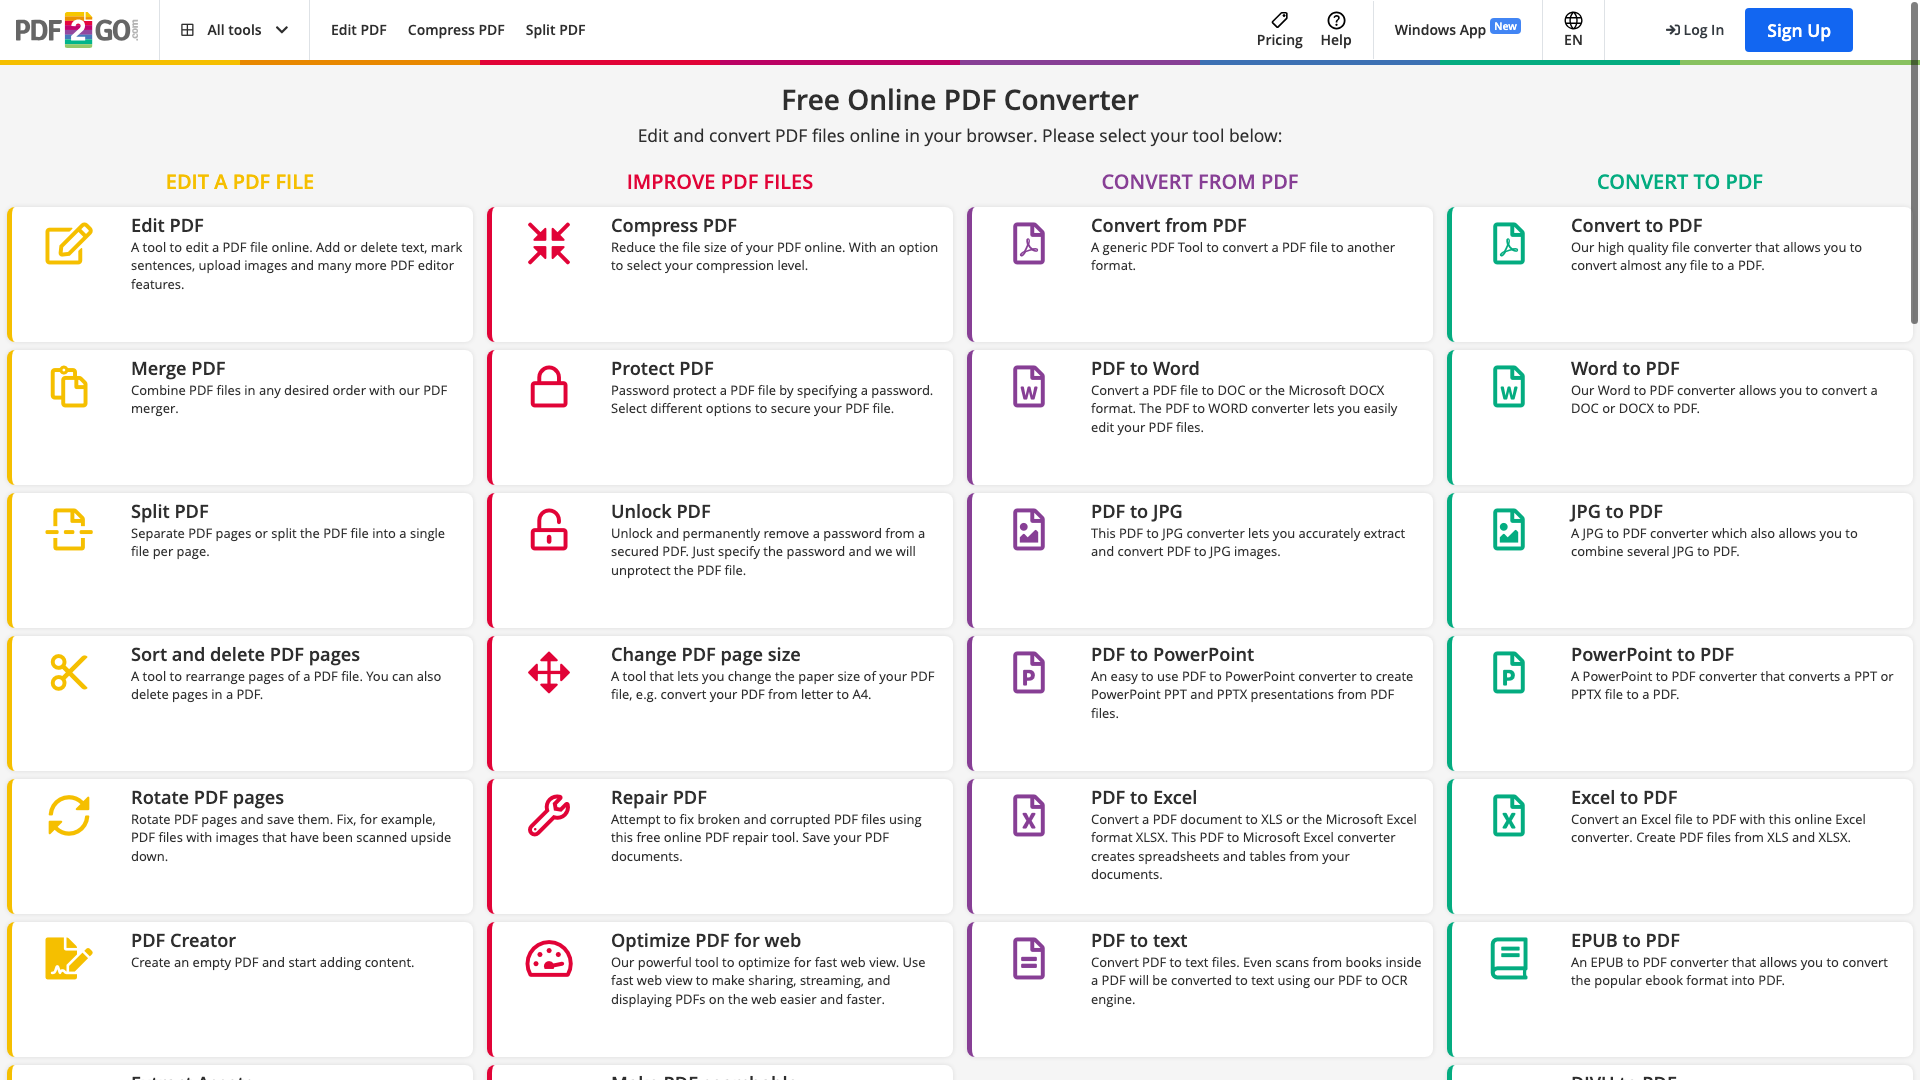 PDF2GO.com
All tools
Edit PDF
Compress PDF
Split PDF
Pricing
Help
Windows App New
EN
Log In
Sign Up
Free Online PDF Converter
Edit and convert PDF files online in your browser. Please select your tool below:
EDIT A PDF FILE
Edit PDF
A tool to edit a PDF file online. Add or delete text, mark
sentences, upload images and many more PDF editor
features.
Merge PDF
Combine PDF files in any desired order with our PDF
merger.
Split PDF
Separate PDF pages or split the PDF file into a single
file per page.
Sort and delete PDF pages
A tool to rearrange pages of a PDF file. You can also
delete pages in a PDF.
Rotate PDF pages
Rotate PDF pages and save them. Fix, for example,
PDF files with images that have been scanned upside
down.
PDF Creator
Create an empty PDF and start adding content.
IMPROVE PDF FILES
Compress PDF
Reduce the file size of your PDF online. With an option
to select your compression level.
Protect PDF
Password protect a PDF file by specifying a password.
Select different options to secure your PDF file.
Unlock PDF
Unlock and permanently remove a password from a
secured PDF. Just specify the password and we will
unprotect the PDF file.
Change PDF page size
A tool that lets you change the paper size of your PDF
file, e.g. convert your PDF from letter to A4.
Repair PDF
Attempt to fix broken and corrupted PDF files using
this free online PDF repair tool. Save your PDF
documents.
Optimize PDF for web
Our powerful tool to optimize for fast web view. Use
fast web view to make sharing, streaming, and
displaying PDFs on the web easier and faster.
CONVERT FROM PDF
Convert from PDF
A generic PDF Tool to convert a PDF file to another
format.
W
PDF to Word
Convert a PDF file to DOC or the Microsoft DOCX
format. The PDF to WORD converter lets you easily
edit your PDF files.
PDF to JPG
This PDF to JPG converter lets you accurately extract
and convert PDF to JPG images.
P
PDF to PowerPoint
An easy to use PDF to PowerPoint converter to create
PowerPoint PPT and PPTX presentations from PDF
files.
X
PDF to Excel
Convert a PDF document to XLS or the Microsoft Excel
format XLSX. This PDF to Microsoft Excel converter
creates spreadsheets and tables from your
documents.
PDF to text
Convert PDF to text files. Even scans from books inside
a PDF will be converted to text using our PDF to OCR
engine.
CONVERT TO PDF
Convert to PDF
Our high quality file converter that allows you to
convert almost any file to a PDF.
W
Word to PDF
Our Word to PDF converter allows you to convert a
DOC or DOCX to PDF.
JPG to PDF
A JPG to PDF converter which also allows you to
combine several JPG to PDF.
P
PowerPoint to PDF
A PowerPoint to PDF converter that converts a PPT or
PPTX file to a PDF.
X
Excel to PDF
Convert an Excel file to PDF with this online Excel
converter. Create PDF files from XLS and XLSX.
EPUB to PDF
An EPUB to PDF converter that allows you to convert
the popular ebook format into PDF.